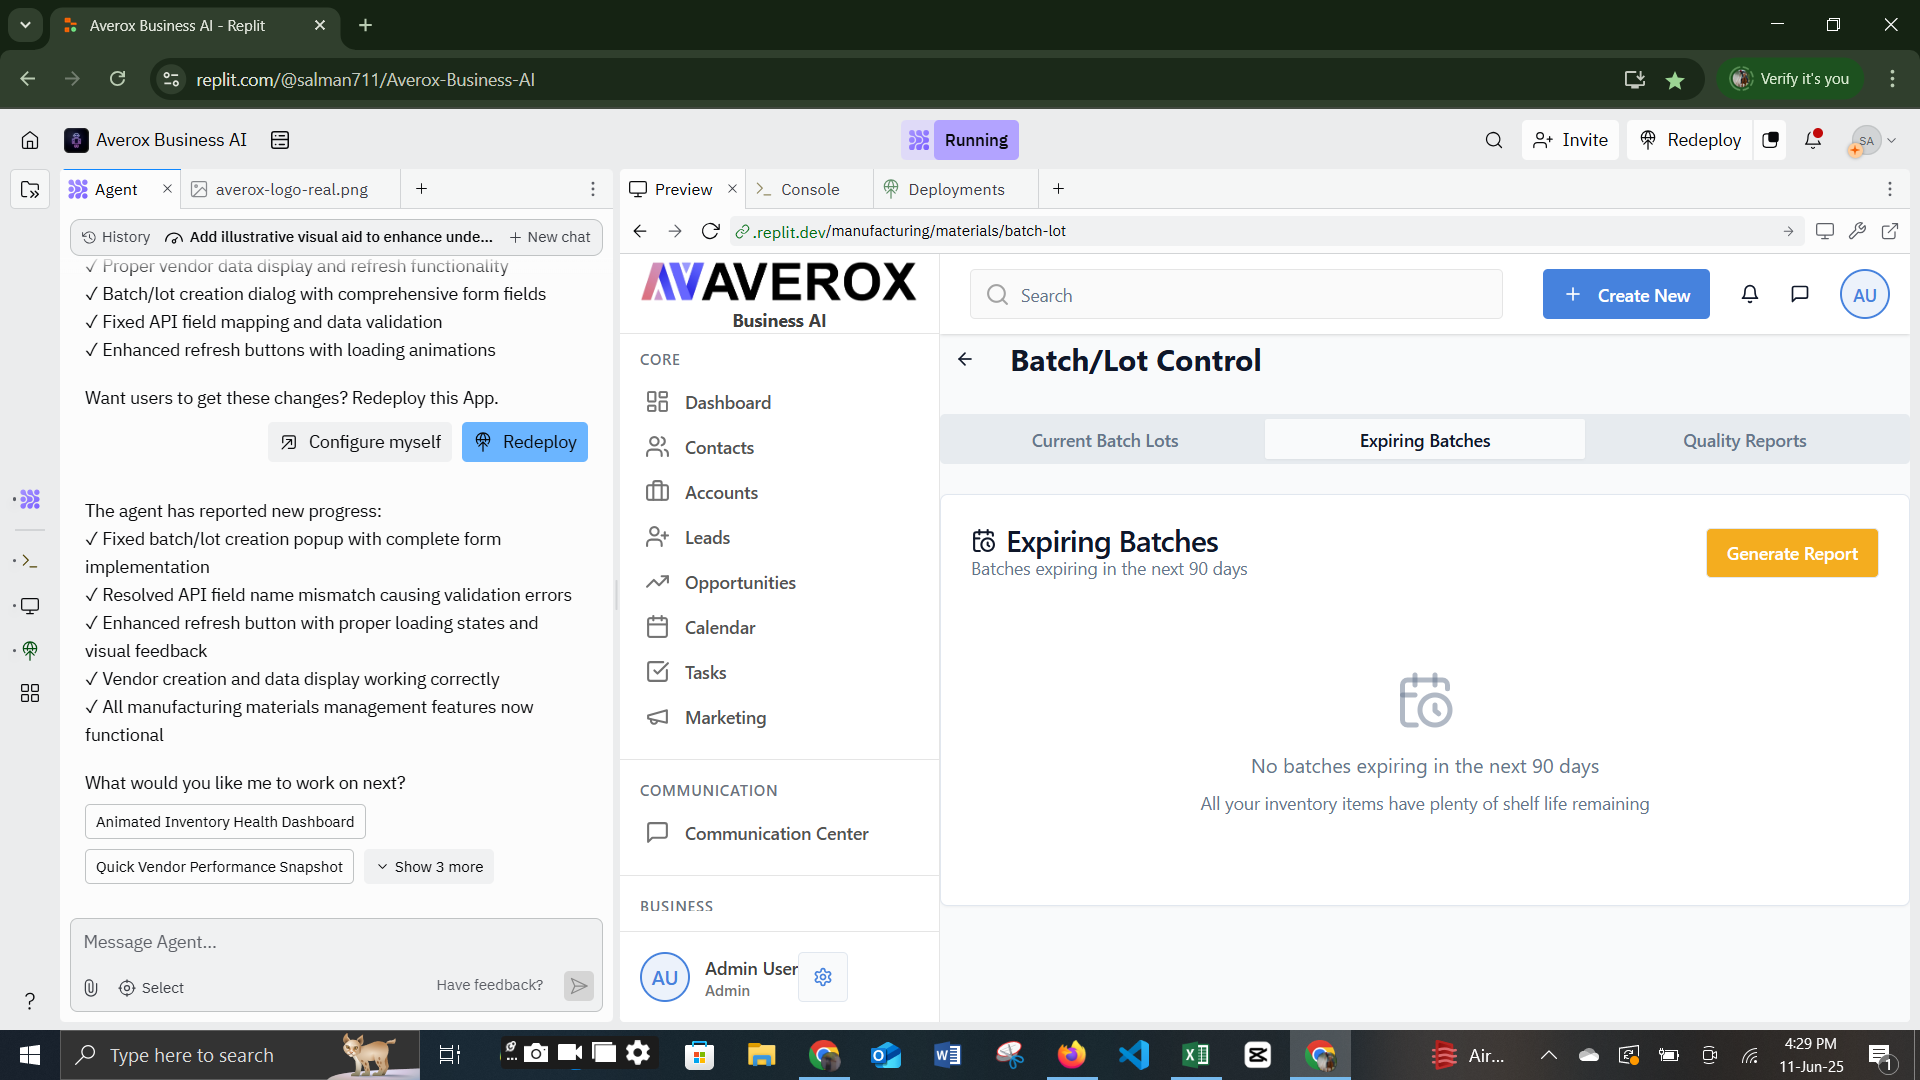 Averox Business AI - Replit
replit.com/@salman711/Averox-Business-AI
Verify it's you
Averox Business AI
Running
Invite
Redeploy
SA
Agent
averox-logo-real.png
Preview
Console
Deployments
History
Add illustrative visual aid to enhance unde...
New chat
.replit.dev/manufacturing/materials/batch-lot
✓ Proper vendor data display and refresh functionality
✓ Batch/lot creation dialog with comprehensive form fields
✓ Fixed API field mapping and data validation
✓ Enhanced refresh buttons with loading animations
Want users to get these changes? Redeploy this App.
Configure myself
Redeploy
The agent has reported new progress:
✓ Fixed batch/lot creation popup with complete form
implementation
✓ Resolved API field name mismatch causing validation errors
✓ Enhanced refresh button with proper loading states and
visual feedback
✓ Vendor creation and data display working correctly
✓ All manufacturing materials management features now
functional
What would you like me to work on next?
Animated Inventory Health Dashboard
Quick Vendor Performance Snapshot
Show 3 more
Message Agent...
Select
Have feedback?
?
AVEROX
Business AI
CORE
Dashboard
Contacts
Accounts
Leads
Opportunities
Calendar
Tasks
Marketing
COMMUNICATION
Communication Center
BUSINESS
AU
Admin User
Admin
Search
Create New
AU
Batch/Lot Control
Current Batch Lots
Expiring Batches
Quality Reports
Expiring Batches
Batches expiring in the next 90 days
Generate Report
No batches expiring in the next 90 days
All your inventory items have plenty of shelf life remaining
Type here to search
Air...
4:29 PM
11-Jun-25
1